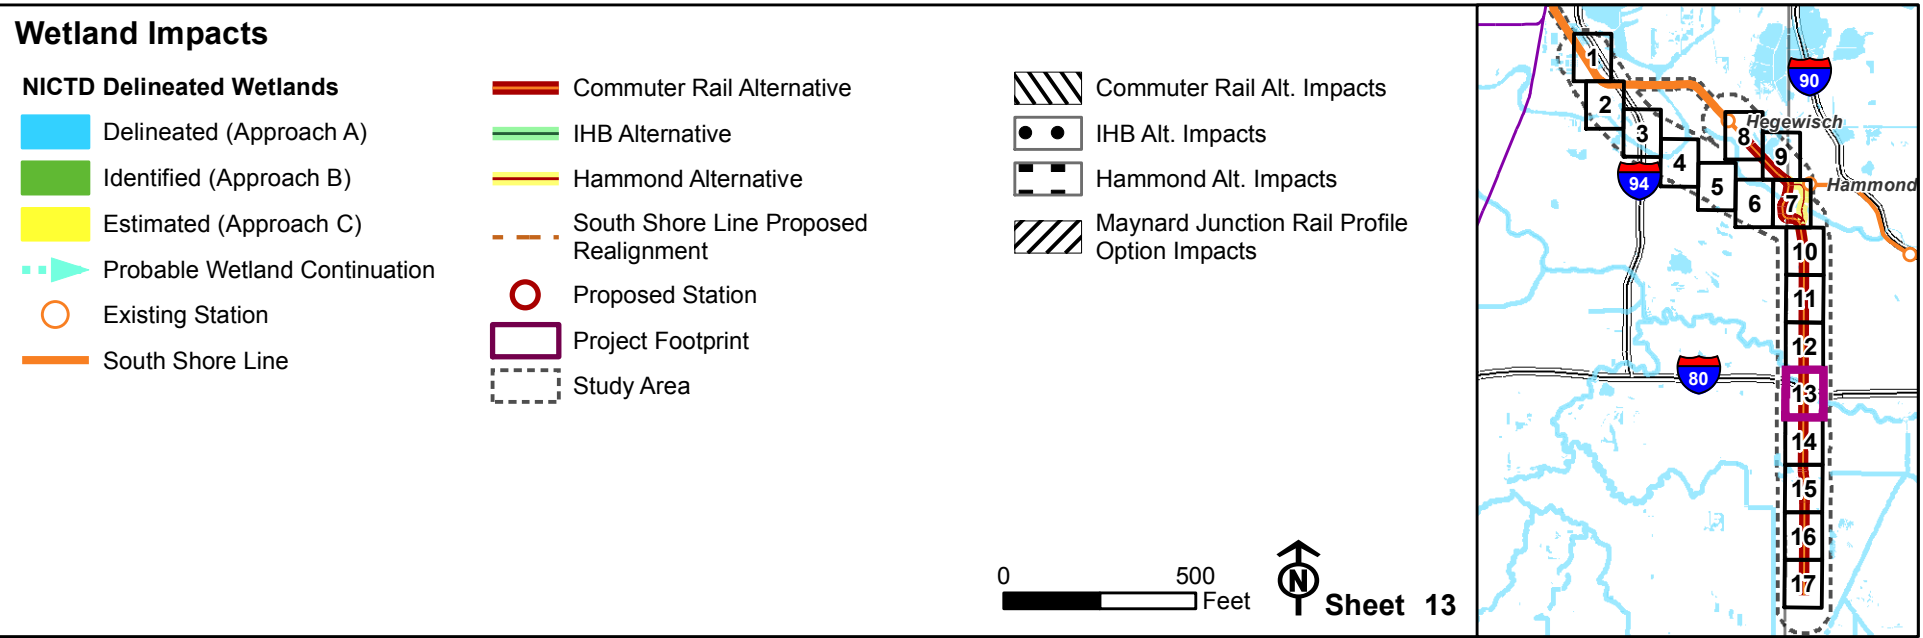 Wetland Impacts
NICTD Delineated Wetlands
Delineated (Approach A)
Identified (Approach B)
Estimated (Approach C)
Probable Wetland Continuation
Existing Station
South Shore Line
Commuter Rail Alternative
IHB Alternative
Hammond Alternative
South Shore Line Proposed
Realignment
Proposed Station
Project Footprint
Study Area
Commuter Rail Alt. Impacts
IHB Alt. Impacts
Hammond Alt. Impacts
Maynard Junction Rail Profile
Option Impacts
0 500
Feet
N
Sheet 13
1
90
2
Hegewisch
3
8
9
4
94
5
Hammond
6
7
10
11
12
80
13
14
15
16
17